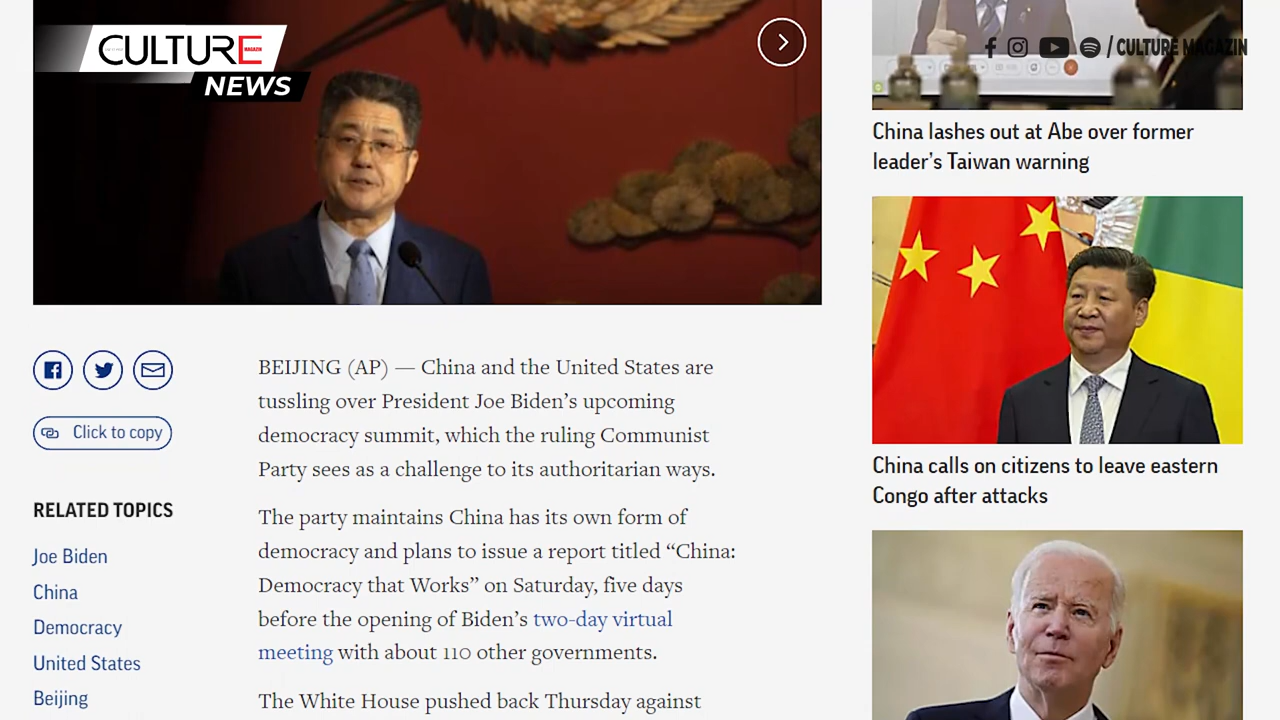 CULTURE
MAGAZIN
NEWS
/ CULTURE MAGAZIN
Click to copy
RELATED TOPICS
Joe Biden
China
Democracy
United States
Beijing
BEIJING (AP) — China and the United States are
tussling over President Joe Biden’s upcoming
democracy summit, which the ruling Communist
Party sees as a challenge to its authoritarian ways.
The party maintains China has its own form of
democracy and plans to issue a report titled “China:
Democracy that Works” on Saturday, five days
before the opening of Biden’s two-day virtual
meeting with about 110 other governments.
The White House pushed back Thursday against
China lashes out at Abe over former
leader’s Taiwan warning
China calls on citizens to leave eastern
Congo after attacks